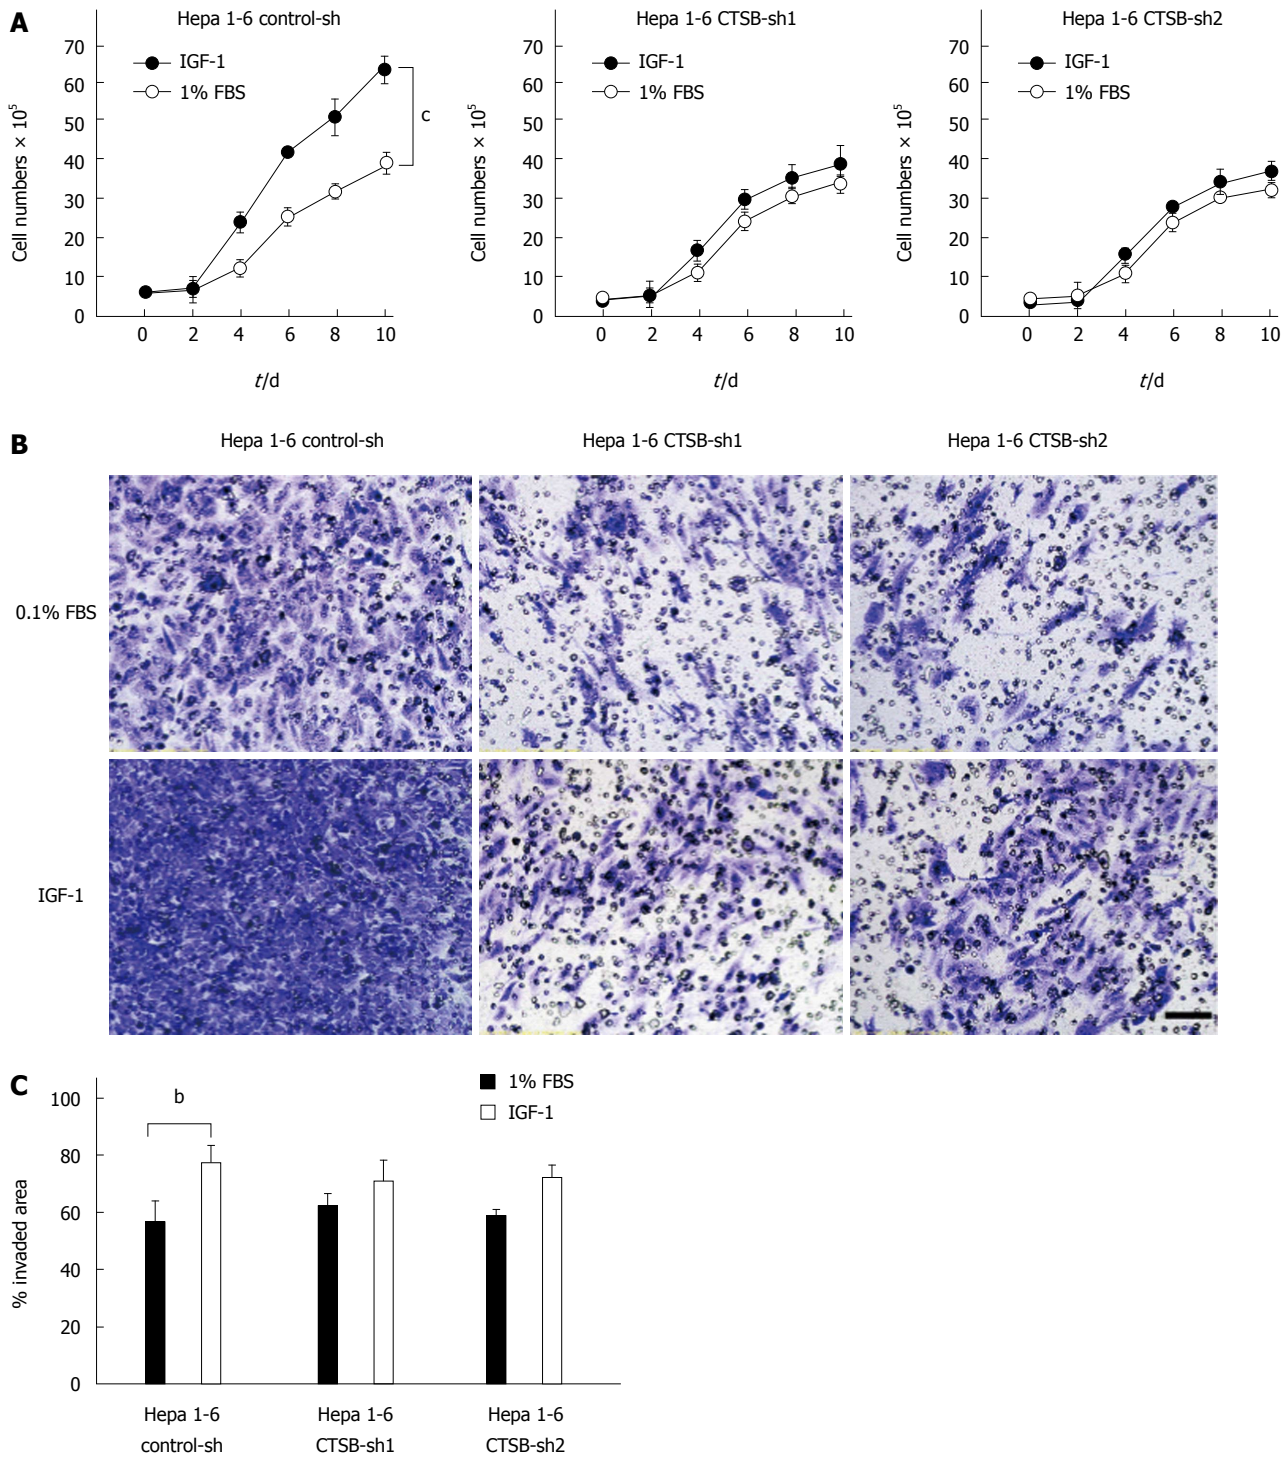 A
Hepa 1-6 control-sh
IGF-1
1% FBS
c
Cell numbers × 10⁵
70
60
50
40
30
20
10
0
0 2 4 6 8 10
t/d
Hepa 1-6 CTSB-sh1
IGF-1
1% FBS
Cell numbers × 10⁵
70
60
50
40
30
20
10
0
0 2 4 6 8 10
t/d
Hepa 1-6 CTSB-sh2
IGF-1
1% FBS
Cell numbers × 10⁵
70
60
50
40
30
20
10
0
0 2 4 6 8 10
t/d
B
Hepa 1-6 control-sh
Hepa 1-6 CTSB-sh1
Hepa 1-6 CTSB-sh2
0.1% FBS
IGF-1
C
1% FBS
IGF-1
b
% invaded area
100
80
60
40
20
0
Hepa 1-6
control-sh
Hepa 1-6
CTSB-sh1
Hepa 1-6
CTSB-sh2